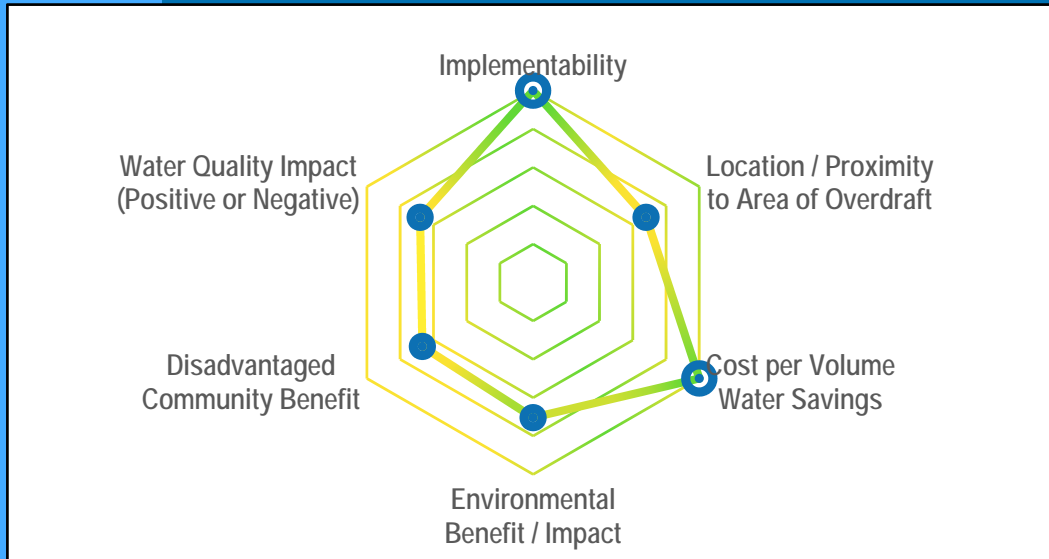 Implementability
Water Quality Impact
(Positive or Negative)
Location / Proximity
to Area of Overdraft
Disadvantaged
Community Benefit
Cost per Volume
Water Savings
Environmental
Benefit / Impact